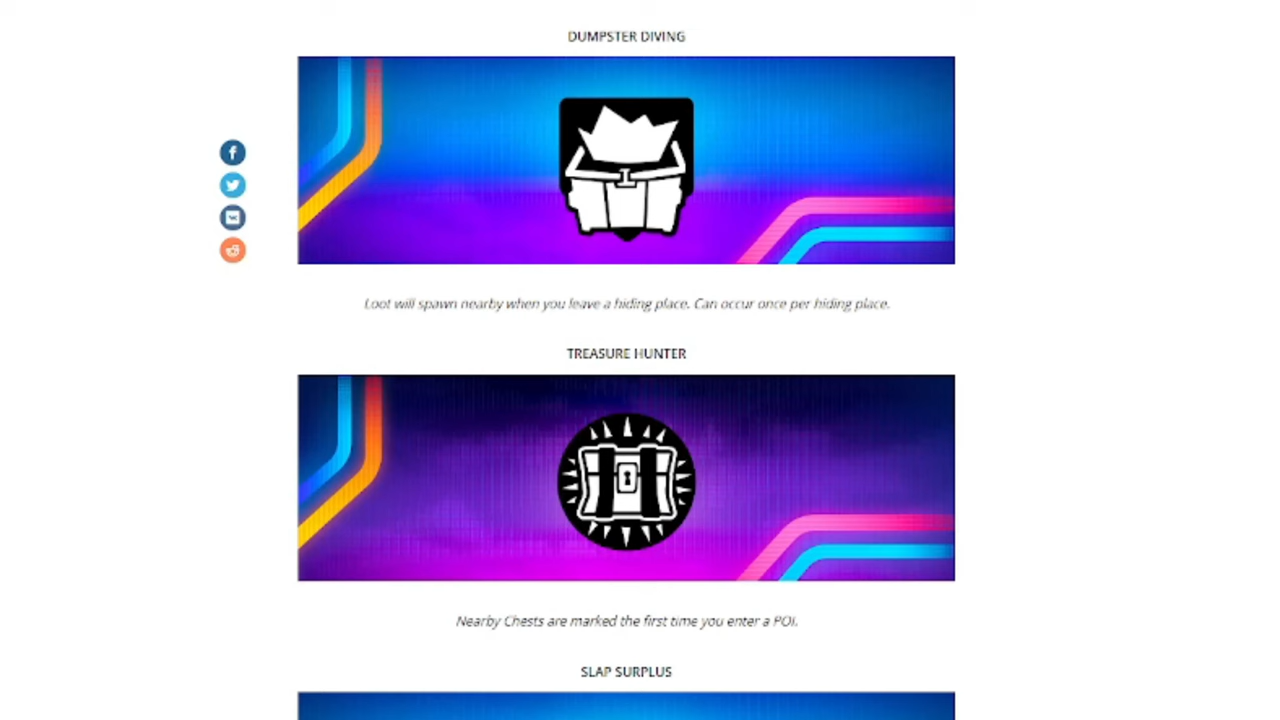 DUMPSTER DIVING
Loot will spawn nearby when you leave a hiding place. Can occur once per hiding place.
TREASURE HUNTER
Nearby Chests are marked the first time you enter a POI.
SLAP SURPLUS